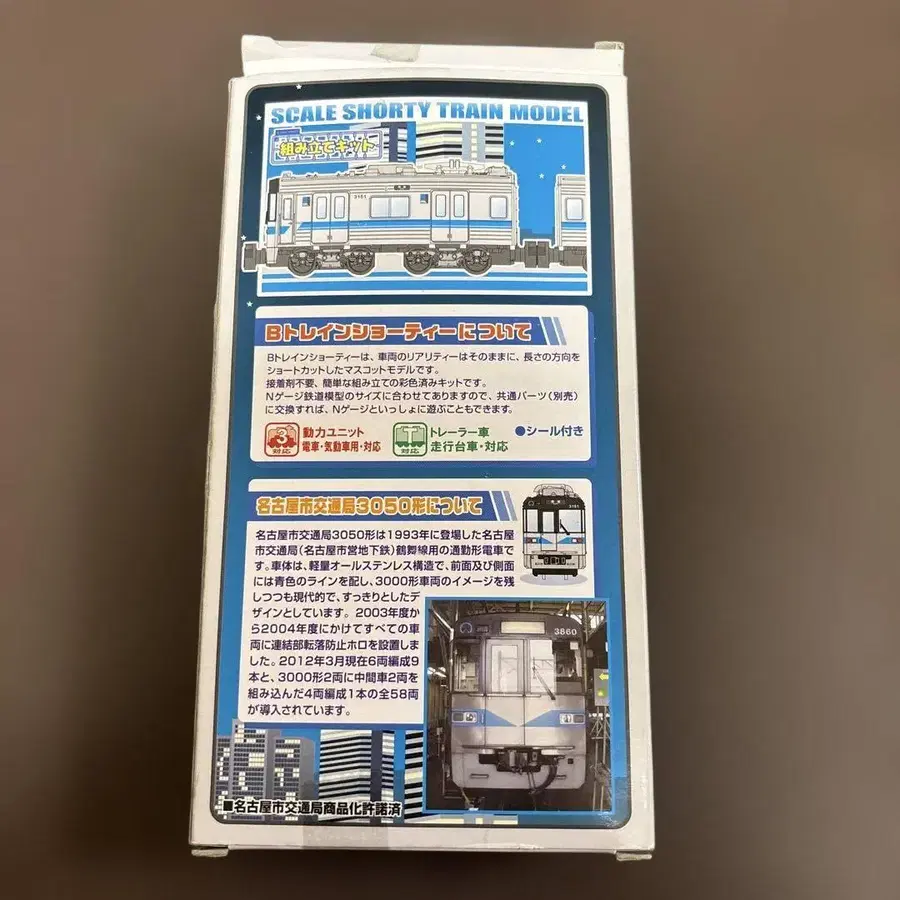 SCALE SHORTY TRAIN MODEL
組み立てキット
3161
Bトレインショーティーについて
Bトレインショーティーは、車両のリアリティーはそのままに、長さの方向を
ショートカットしたマスコットモデルです。
接着剤不要、簡単な組み立ての彩色済みキットです。
Nゲージ鉄道模型のサイズに合わせてありますので、共通パーツ(別売)
に交換すれば、Nゲージといっしょに遊ぶこともできます。
3
対応
動力ユニット
電車・気動車用・対応
T
対応
トレーラー車
走行台車・対応
●シール付き
名古屋市交通局3050形について
3161
名古屋市交通局3050形は1993年に登場した名古屋
市交通局(名古屋市営地下鉄)鶴舞線用の通勤形電車で
す。車体は、軽量オールステンレス構造で、前面及び側面
には青色のラインを配し、3000形車両のイメージを残
しつつも現代的で、すっきりとしたデ
ザインとしています。2003年度か
ら2004年度にかけてすべての車
両に連結部転落防止ホロを設置しま
した。2012年3月現在6両編成9
本と、3000形2両に中間車2両を
組み込んだ4両編成1本の全58両
が導入されています。
3860
■名古屋市交通局商品化許諾済